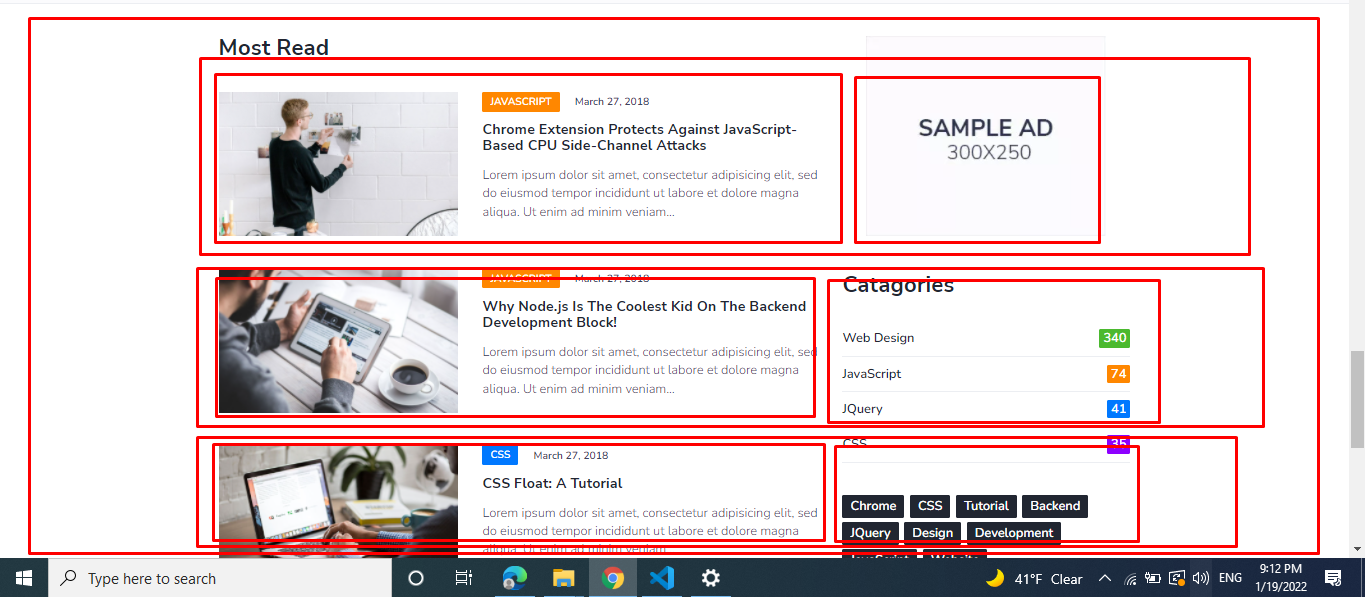 Most Read
JAVASCRIPT March 27, 2018
Chrome Extension Protects Against JavaScript-
Based CPU Side-Channel Attacks
Lorem ipsum dolor sit amet, consectetur adipisicing elit, sed
do eiusmod tempor incididunt ut labore et dolore magna
aliqua. Ut enim ad minim veniam...
SAMPLE AD
300X250
JAVASCRIPT March 27, 2018
Why Node.js Is The Coolest Kid On The Backend
Development Block!
Lorem ipsum dolor sit amet, consectetur adipisicing elit, sed
do eiusmod tempor incididunt ut labore et dolore magna
aliqua. Ut enim ad minim veniam...
Catagories
Web Design 340
JavaScript 74
JQuery 41
CSS 35
CSS March 27, 2018
CSS Float: A Tutorial
Lorem ipsum dolor sit amet, consectetur adipisicing elit, sed
do eiusmod tempor incididunt ut labore et dolore magna
aliqua. Ut enim ad minim veniam...
Chrome CSS Tutorial Backend
JQuery Design Development
JavaScript Website
Type here to search
41°F Clear
ENG
9:12 PM
1/19/2022